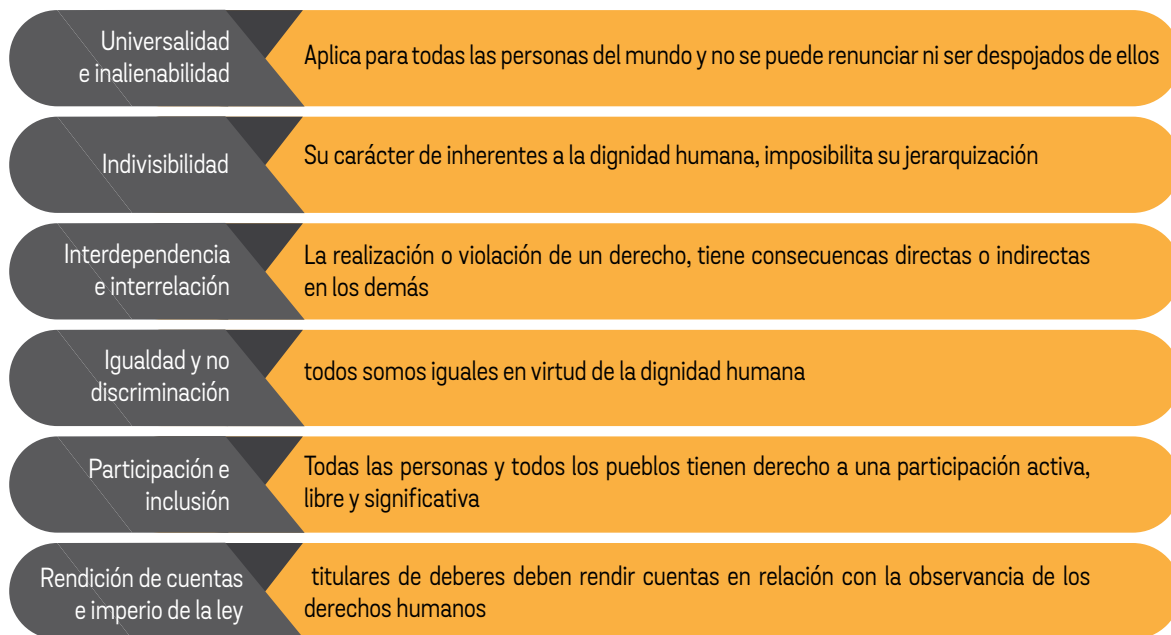 Universalidad
e inalienabilidad
Aplica para todas las personas del mundo y no se puede renunciar ni ser despojados de ellos
Indivisibilidad
Su carácter de inherentes a la dignidad humana, imposibilita su jerarquización
Interdependencia
e interrelación
La realización o violación de un derecho, tiene consecuencias directas o indirectas
en los demás
Igualdad y no
discriminación
todos somos iguales en virtud de la dignidad humana
Participación e
inclusión
Todas las personas y todos los pueblos tienen derecho a una participación activa,
libre y significativa
Rendición de cuentas
e imperio de la ley
titulares de deberes deben rendir cuentas en relación con la observancia de los
derechos humanos